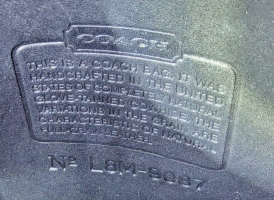 COACH
THIS IS A COACH BAG. IT WAS
HANDCRAFTED IN THE UNITED
STATES OF COMPLETELY NATURAL
GLOVE-TANNED COWHIDE. THE
VARIATIONS IN THE GRAIN ARE
CHARACTERISTIC OF NATURAL
FULL-GRAIN LEATHER.
No L8M-9087